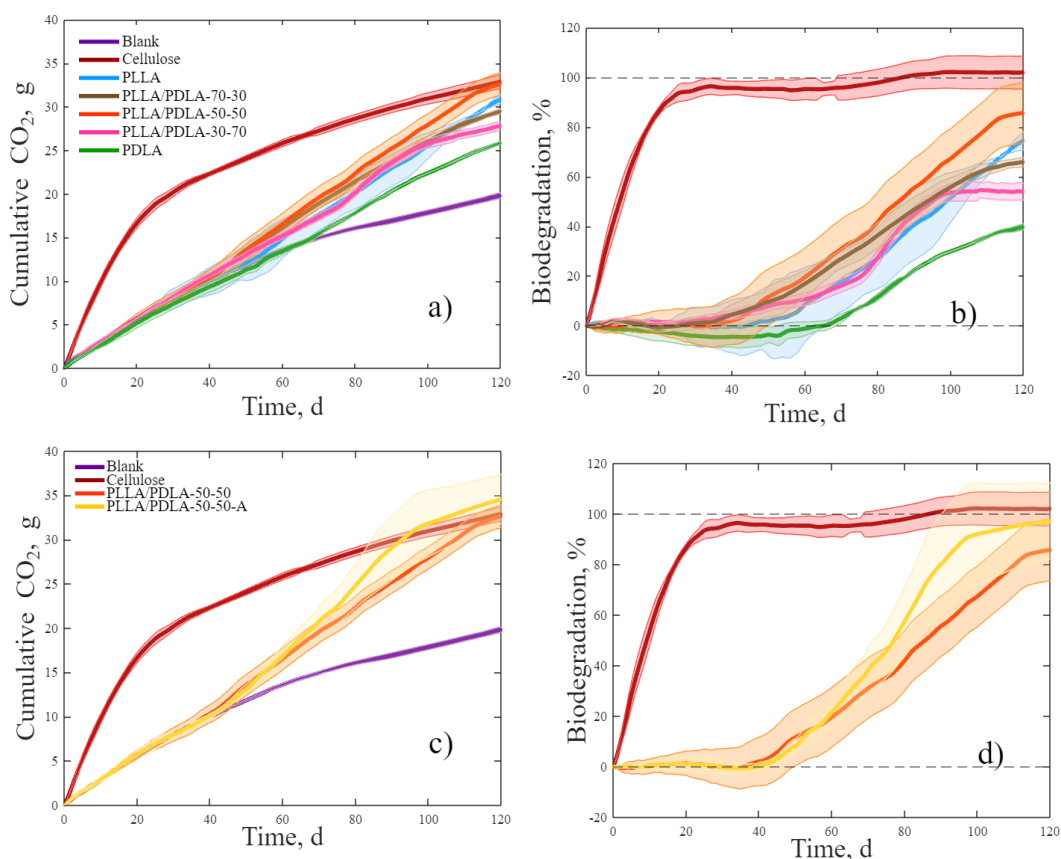 Cumulative CO₂, g
40
35
30
25
20
15
10
5
0
Blank
Cellulose
PLLA
PLLA/PDLA-70-30
PLLA/PDLA-50-50
PLLA/PDLA-30-70
PDLA
a)
0 20 40 60 80 100 120
Time, d
Biodegradation, %
120
100
80
60
40
20
0
-20
b)
0 20 40 60 80 100 120
Time, d
Cumulative CO₂, g
40
35
30
25
20
15
10
5
0
Blank
Cellulose
PLLA/PDLA-50-50
PLLA/PDLA-50-50-A
c)
0 20 40 60 80 100 120
Time, d
Biodegradation, %
120
100
80
60
40
20
0
-20
d)
0 20 40 60 80 100 120
Time, d